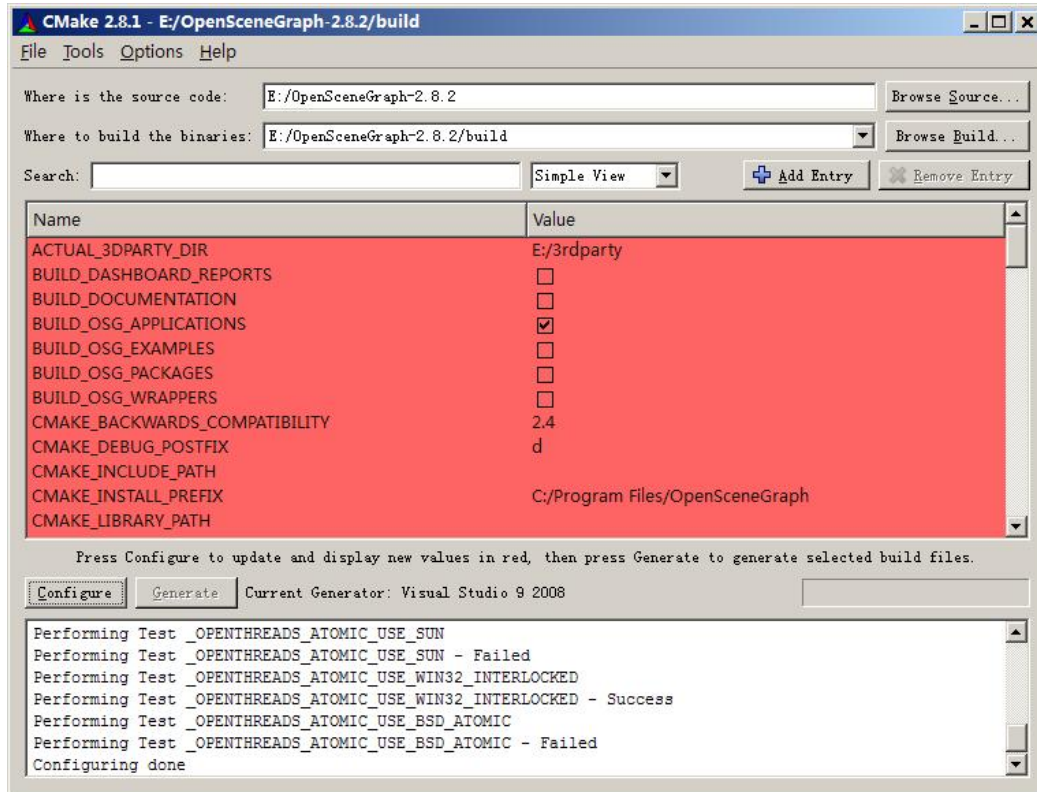 CMake 2.8.1 - E:/OpenSceneGraph-2.8.2/build
File Tools Options Help
Where is the source code: E:/OpenSceneGraph-2.8.2 Browse Source...
Where to build the binaries: E:/OpenSceneGraph-2.8.2/build Browse Build...
Search: Simple View Add Entry Remove Entry
Name Value
ACTUAL_3DPARTY_DIR E:/3rdparty
BUILD_DASHBOARD_REPORTS
BUILD_DOCUMENTATION
BUILD_OSG_APPLICATIONS
BUILD_OSG_EXAMPLES
BUILD_OSG_PACKAGES
BUILD_OSG_WRAPPERS
CMAKE_BACKWARDS_COMPATIBILITY 2.4
CMAKE_DEBUG_POSTFIX d
CMAKE_INCLUDE_PATH
CMAKE_INSTALL_PREFIX C:/Program Files/OpenSceneGraph
CMAKE_LIBRARY_PATH
Press Configure to update and display new values in red, then press Generate to generate selected build files.
Configure Generate Current Generator: Visual Studio 9 2008
Performing Test _OPENTHREADS_ATOMIC_USE_SUN
Performing Test _OPENTHREADS_ATOMIC_USE_SUN - Failed
Performing Test _OPENTHREADS_ATOMIC_USE_WIN32_INTERLOCKED
Performing Test _OPENTHREADS_ATOMIC_USE_WIN32_INTERLOCKED - Success
Performing Test _OPENTHREADS_ATOMIC_USE_BSD_ATOMIC
Performing Test _OPENTHREADS_ATOMIC_USE_BSD_ATOMIC - Failed
Configuring done